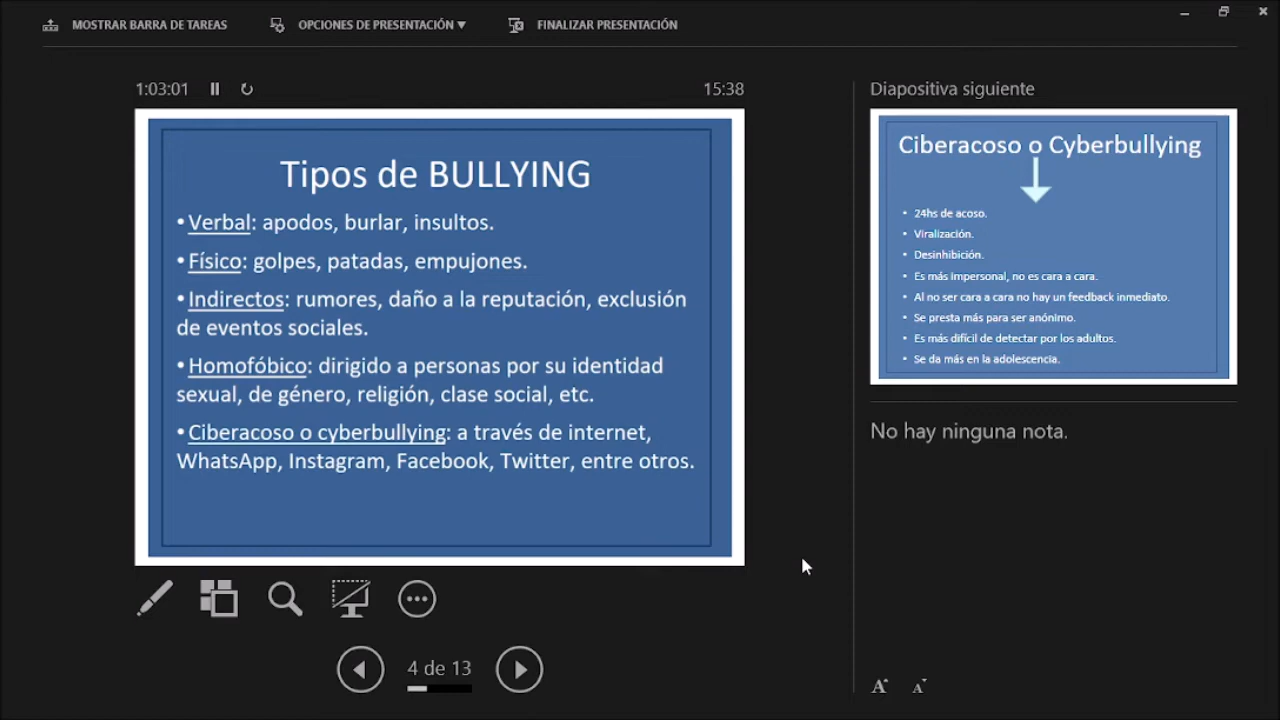 MOSTRAR BARRA DE TAREAS
OPCIONES DE PRESENTACIÓN ▼
FINALIZAR PRESENTACIÓN
1:03:01
15:38
Tipos de BULLYING
•Verbal: apodos, burlar, insultos.
•Físico: golpes, patadas, empujones.
•Indirectos: rumores, daño a la reputación, exclusión
de eventos sociales.
•Homofóbico: dirigido a personas por su identidad
sexual, de género, religión, clase social, etc.
•Ciberacoso o cyberbullying: a través de internet,
WhatsApp, Instagram, Facebook, Twitter, entre otros.
4 de 13
Diapositiva siguiente
Ciberacoso o Cyberbullying
• 24hs de acoso.
• Viralización.
• Desinhibición.
• Es más impersonal, no es cara a cara.
• Al no ser cara a cara no hay un feedback inmediato.
• Se presta más para ser anónimo.
• Es más difícil de detectar por los adultos.
• Se da más en la adolescencia.
No hay ninguna nota.
A A